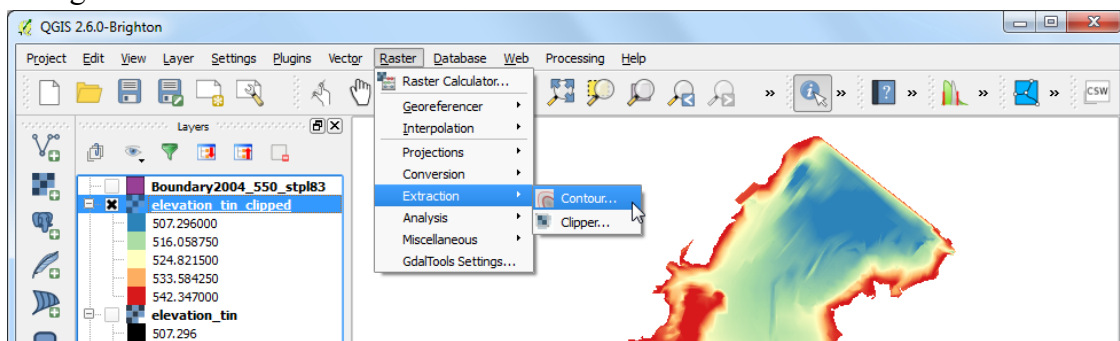 QGIS 2.6.0-Brighton
Project Edit View Layer Settings Plugins Vector Raster Database Web Processing Help
Raster Calculator...
Georeferencer
Interpolation
Projections
Conversion
Extraction
Analysis
Miscellaneous
GdalTools Settings...
Contour...
Clipper...
» » ? » » » CSW
Layers
Boundary2004_550_stpl83
elevation_tin_clipped
507.296000
516.058750
524.821500
533.584250
542.347000
elevation_tin
507.296